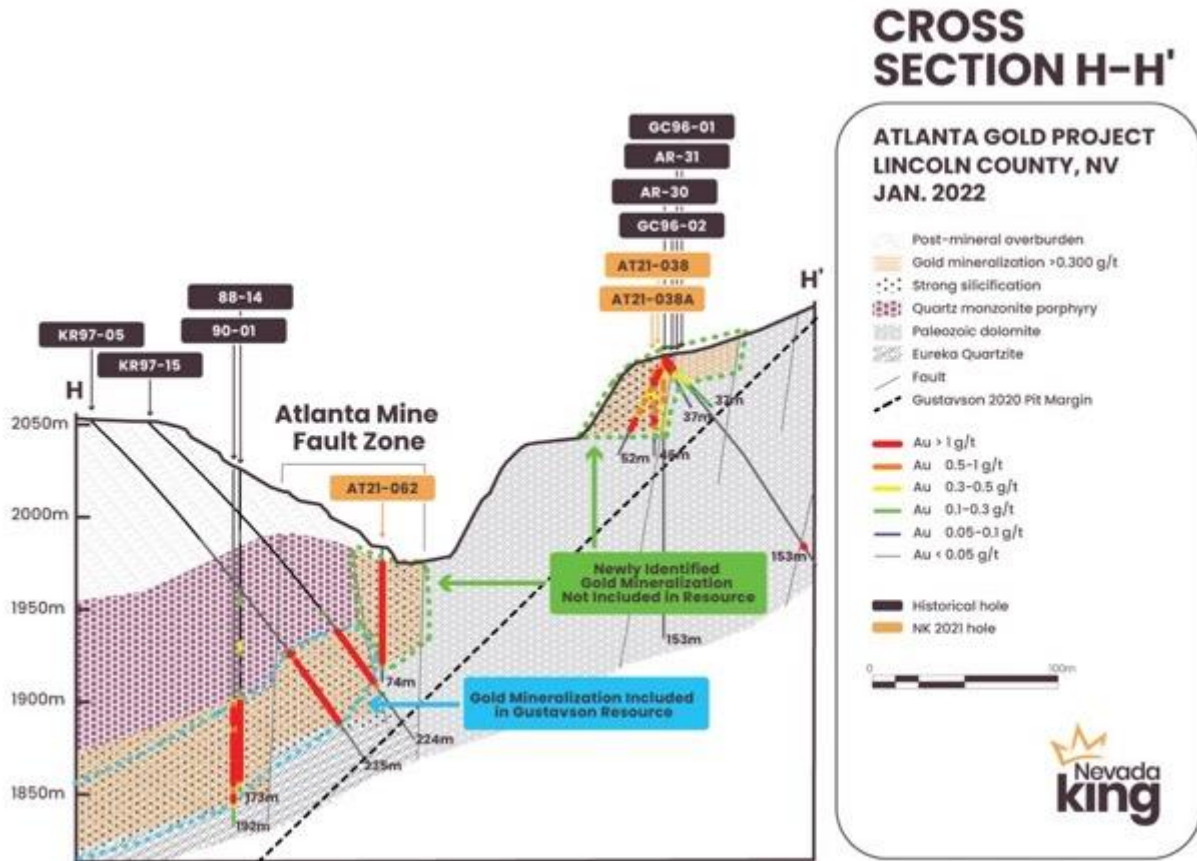 CROSS
SECTION H-H'
ATLANTA GOLD PROJECT
LINCOLN COUNTY, NV
JAN. 2022
Post-mineral overburden
Gold mineralization >0.300 g/t
Strong silicification
Quartz monzonite porphyry
Paleozoic dolomite
Eureka Quartzite
Fault
Gustavson 2020 Pit Margin
Au > 1 g/t
Au 0.5-1 g/t
Au 0.3-0.5 g/t
Au 0.1-0.3 g/t
Au 0.05-0.1 g/t
Au < 0.05 g/t
Historical hole
NK 2021 hole
0 100m
Nevada
king
GC96-01
AR-31
AR-30
GC96-02
AT21-038
AT21-038A
H'
88-14
90-01
KR97-05
KR97-15
H
Atlanta Mine
Fault Zone
AT21-062
2050m
2000m
1950m
1900m
1850m
37m
37m
52m
46m
153m
153m
Newly Identified
Gold Mineralization
Not Included in Resource
74m
Gold Mineralization Included
in Gustavson Resource
224m
235m
173m
192m